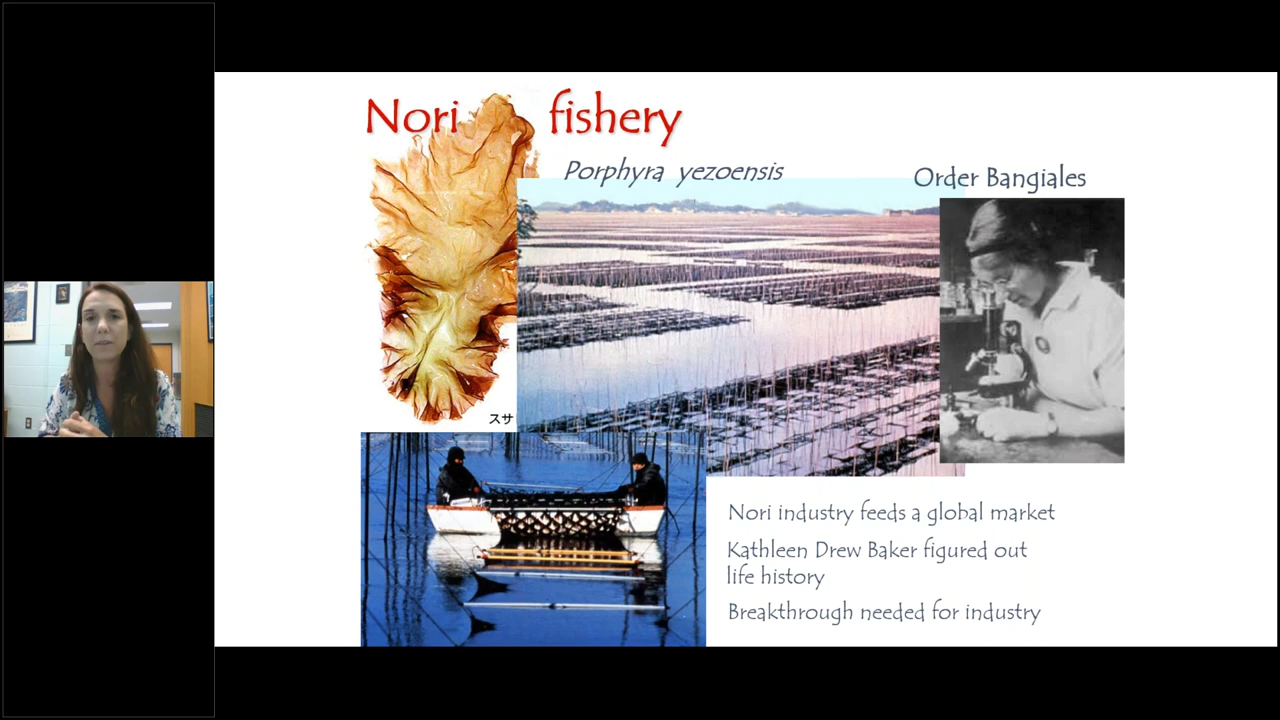 Nori fishery
Porphyra yezoensis
Order Bangiales
スサ
Nori industry feeds a global market
Kathleen Drew Baker figured out
life history
Breakthrough needed for industry